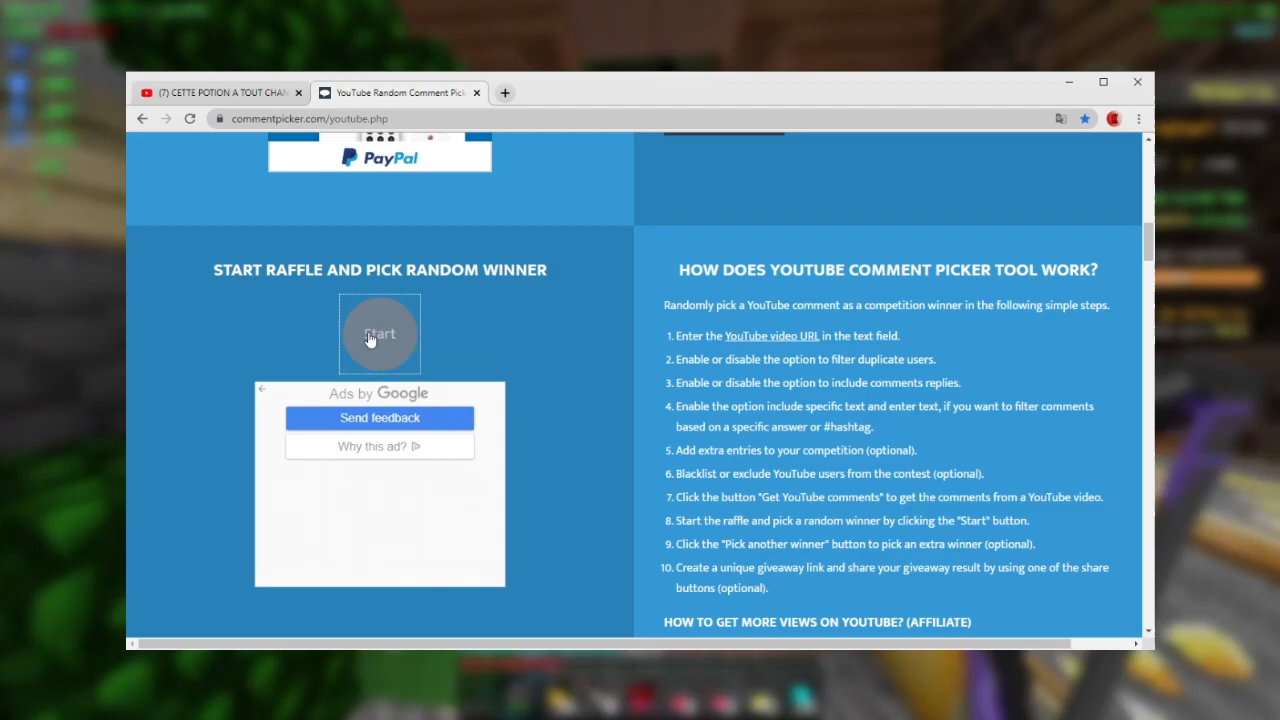 (7) CETTE POTION A TOUT CHAN
YouTube Random Comment Pick
commentpicker.com/youtube.php
PayPal
START RAFFLE AND PICK RANDOM WINNER
Start
Ads by Google
Send feedback
Why this ad?
HOW DOES YOUTUBE COMMENT PICKER TOOL WORK?
Randomly pick a YouTube comment as a competition winner in the following simple steps.
1. Enter the YouTube video URL in the text field.
2. Enable or disable the option to filter duplicate users.
3. Enable or disable the option to include comments replies.
4. Enable the option include specific text and enter text, if you want to filter comments
based on a specific answer or #hashtag.
5. Add extra entries to your competition (optional).
6. Blacklist or exclude YouTube users from the contest (optional).
7. Click the button "Get YouTube comments" to get the comments from a YouTube video.
8. Start the raffle and pick a random winner by clicking the "Start" button.
9. Click the "Pick another winner" button to pick an extra winner (optional).
10. Create a unique giveaway link and share your giveaway result by using one of the share
buttons (optional).
HOW TO GET MORE VIEWS ON YOUTUBE? (AFFILIATE)